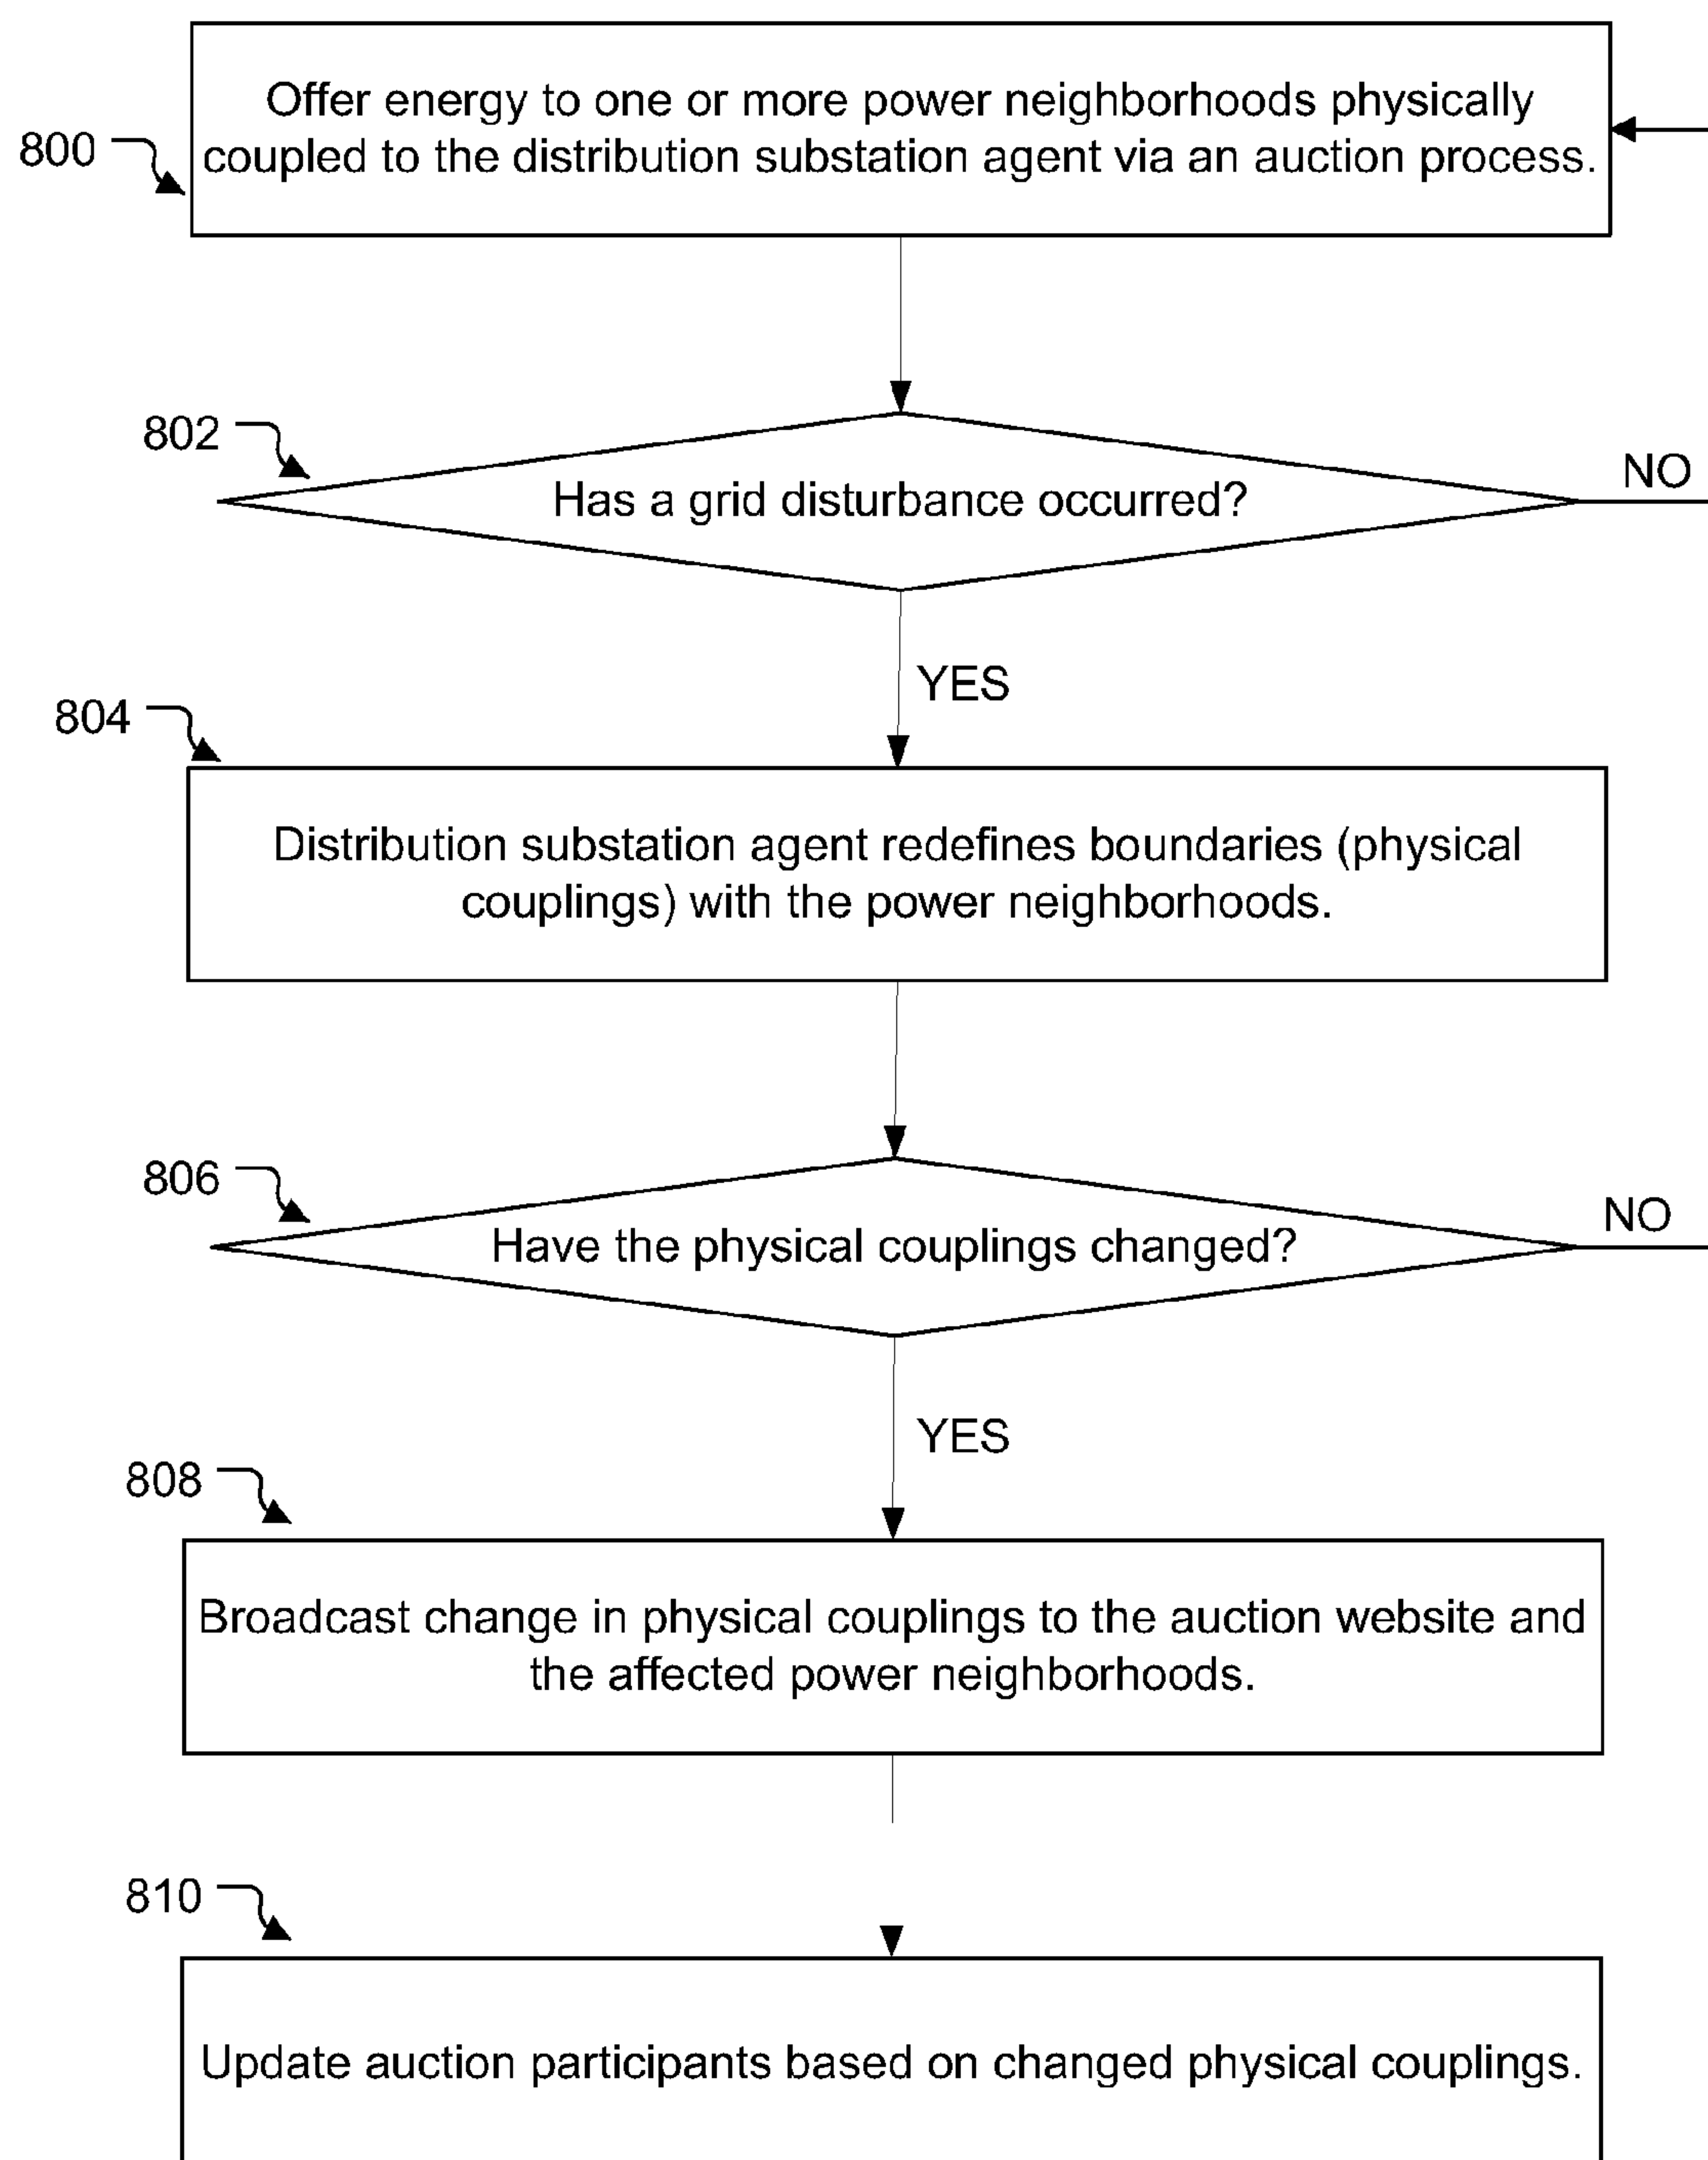 800
Offer energy to one or more power neighborhoods physically
coupled to the distribution substation agent via an auction process.
802
Has a grid disturbance occurred?
NO
YES
804
Distribution substation agent redefines boundaries (physical
couplings) with the power neighborhoods.
806
Have the physical couplings changed?
NO
YES
808
Broadcast change in physical couplings to the auction website and
the affected power neighborhoods.
810
Update auction participants based on changed physical couplings.